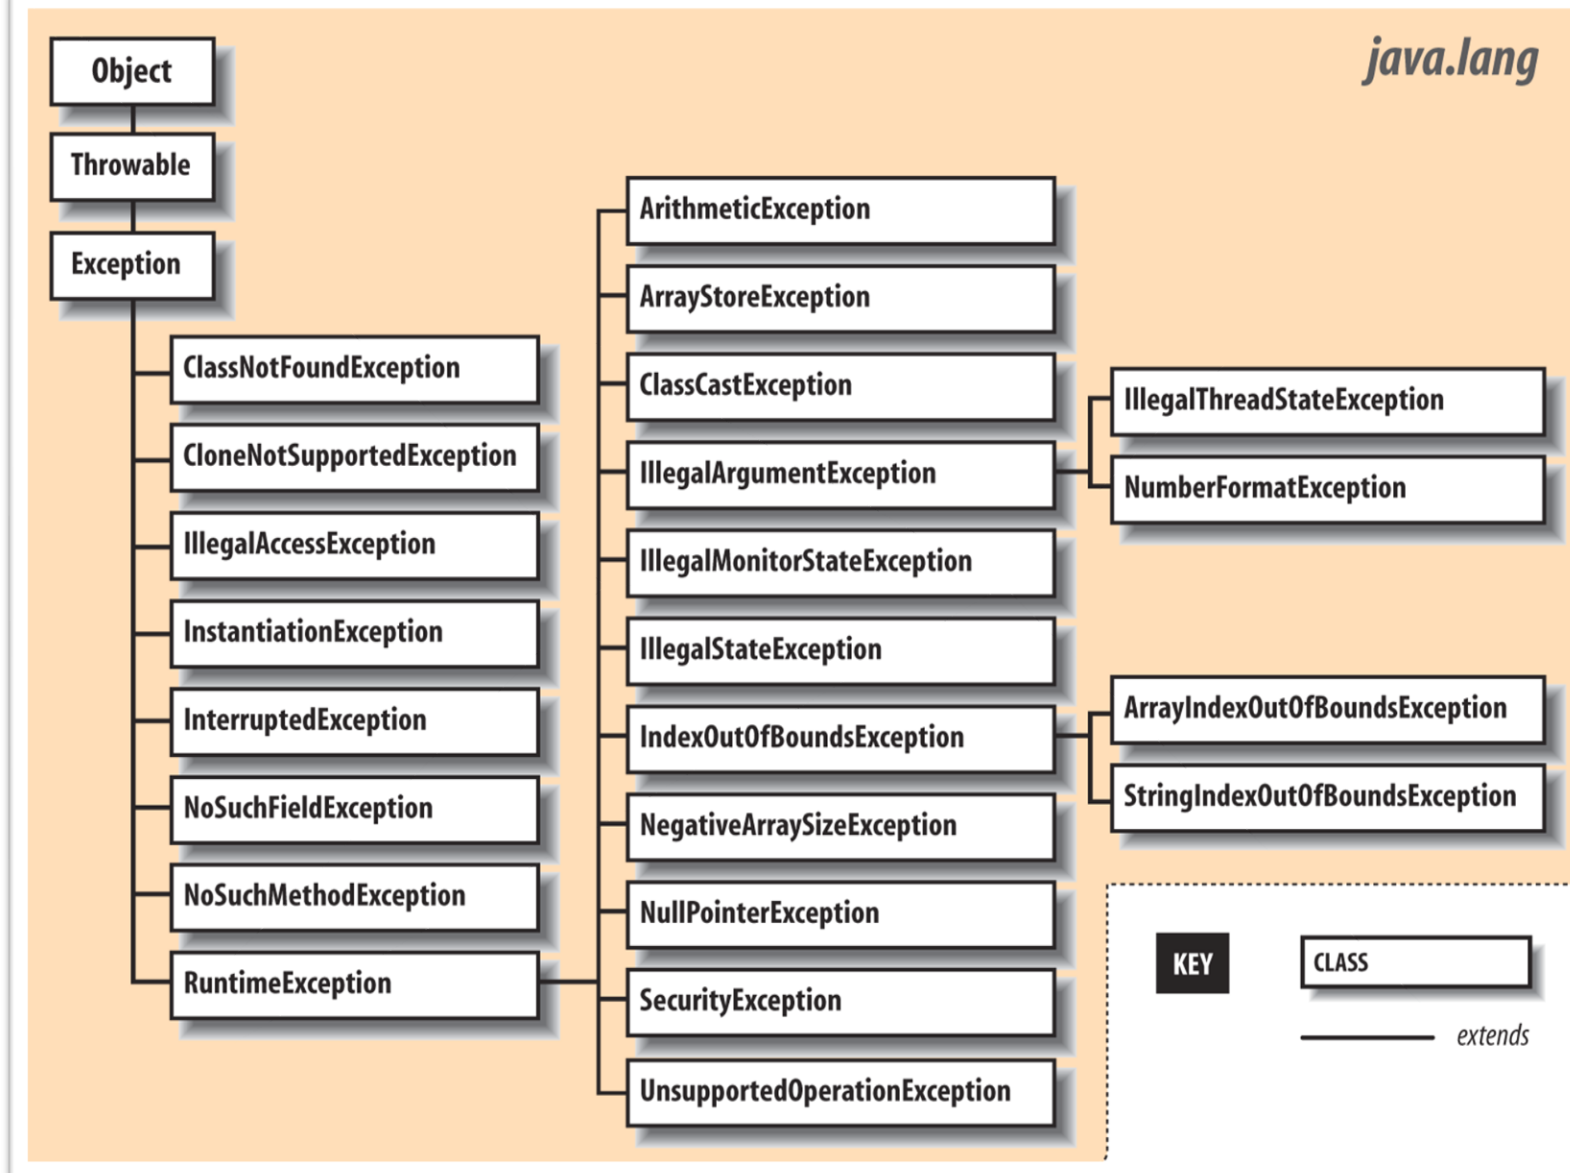 java.lang
Object
Throwable
Exception
ClassNotFoundException
CloneNotSupportedException
IllegalAccessException
InstantiationException
InterruptedException
NoSuchFieldException
NoSuchMethodException
RuntimeException
ArithmeticException
ArrayStoreException
ClassCastException
IllegalArgumentException
IllegalMonitorStateException
IllegalStateException
IndexOutOfBoundsException
NegativeArraySizeException
NullPointerException
SecurityException
UnsupportedOperationException
IllegalThreadStateException
NumberFormatException
ArrayIndexOutOfBoundsException
StringIndexOutOfBoundsException
KEY
CLASS
extends